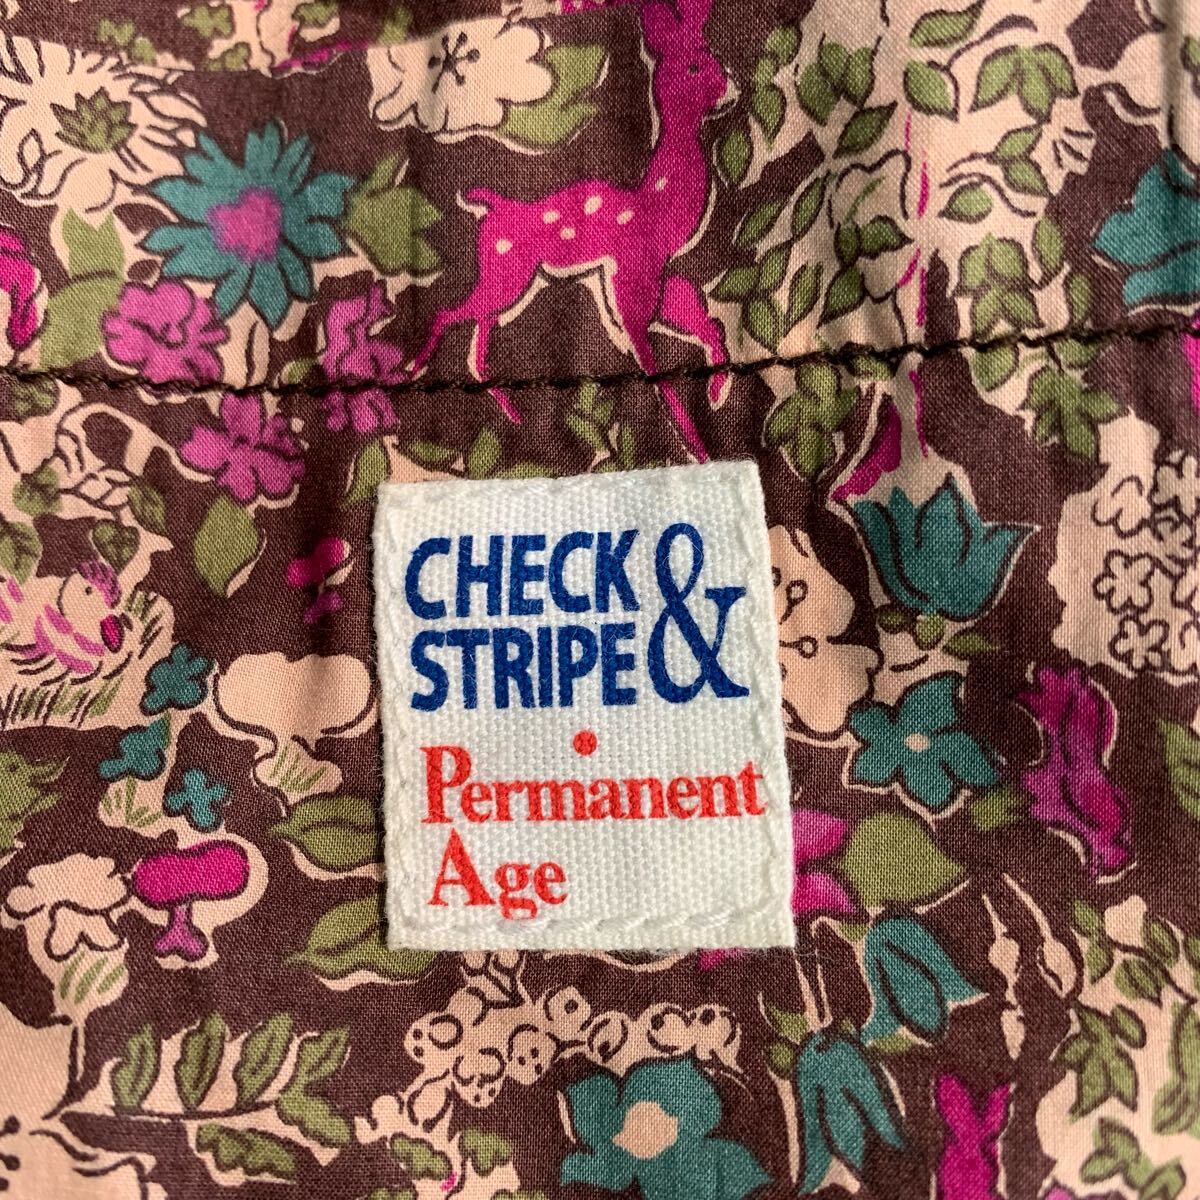 CHECK &
STRIPE
•
Permanent
Age